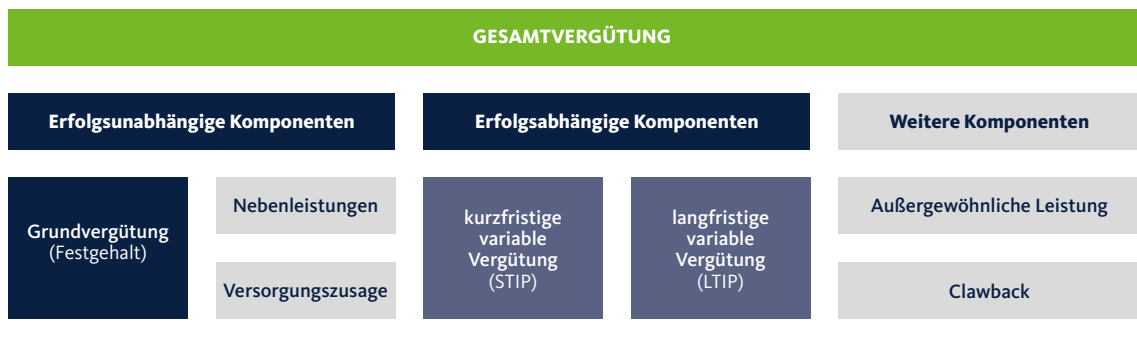 GESAMTVERGÜTUNG
Erfolgsunabhängige Komponenten
Erfolgsabhängige Komponenten
Weitere Komponenten
Grundvergütung
(Festgehalt)
Nebenleistungen
Versorgungszusage
kurzfristige
variable
Vergütung
(STIP)
langfristige
variable
Vergütung
(LTIP)
Außergewöhnliche Leistung
Clawback